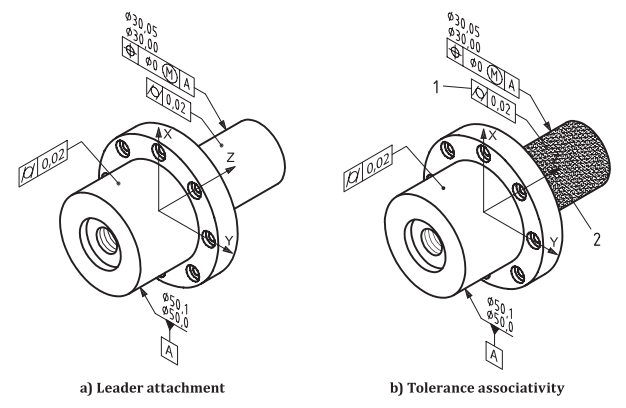 Ø30,05
Ø30,00
⌖ Ø0 Ⓜ A
⌭ 0,02
⌭ 0,02
X
Z
Y
Ø50,1
Ø50,0
A
a) Leader attachment
Ø30,05
Ø30,00
⌖ Ø0 Ⓜ A
1
⌭ 0,02
⌭ 0,02
X
Y
2
Ø50,1
Ø50,0
A
b) Tolerance associativity